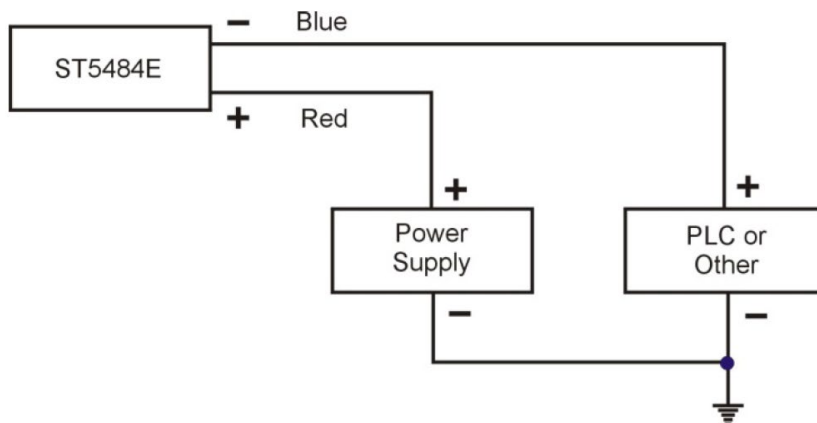 − Blue
ST5484E
+ Red
+
+
Power
Supply
PLC or
Other
−
−